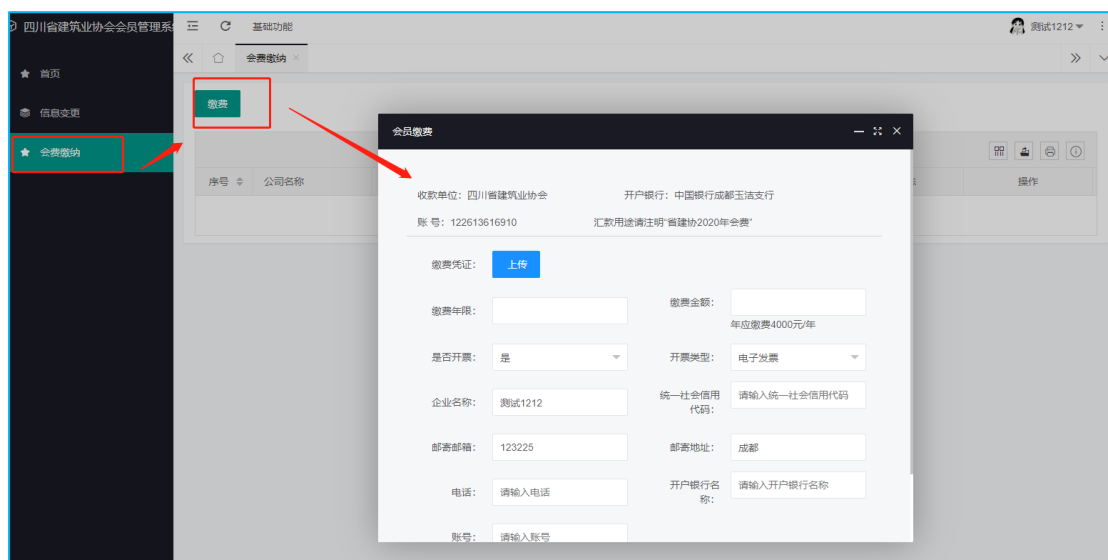 四川省建筑业协会会员管理系
基础功能
测试1212
会费缴纳
首页
信息变更
会费缴纳
缴费
序号
公司名称
操作
会员缴费
收款单位：四川省建筑业协会
开户银行：中国银行成都玉洁支行
账 号：122613616910
汇款用途请注明"省建协2020年会费"
缴费凭证：
上传
缴费年限：
缴费金额：
年应缴费4000元/年
是否开票：
是
开票类型：
电子发票
企业名称：
测试1212
统一社会信用
代码：
请输入统一社会信用代码
邮寄邮箱：
123225
邮寄地址：
成都
电话：
请输入电话
开户银行名
称：
请输入开户银行名称
账号：
请输入账号